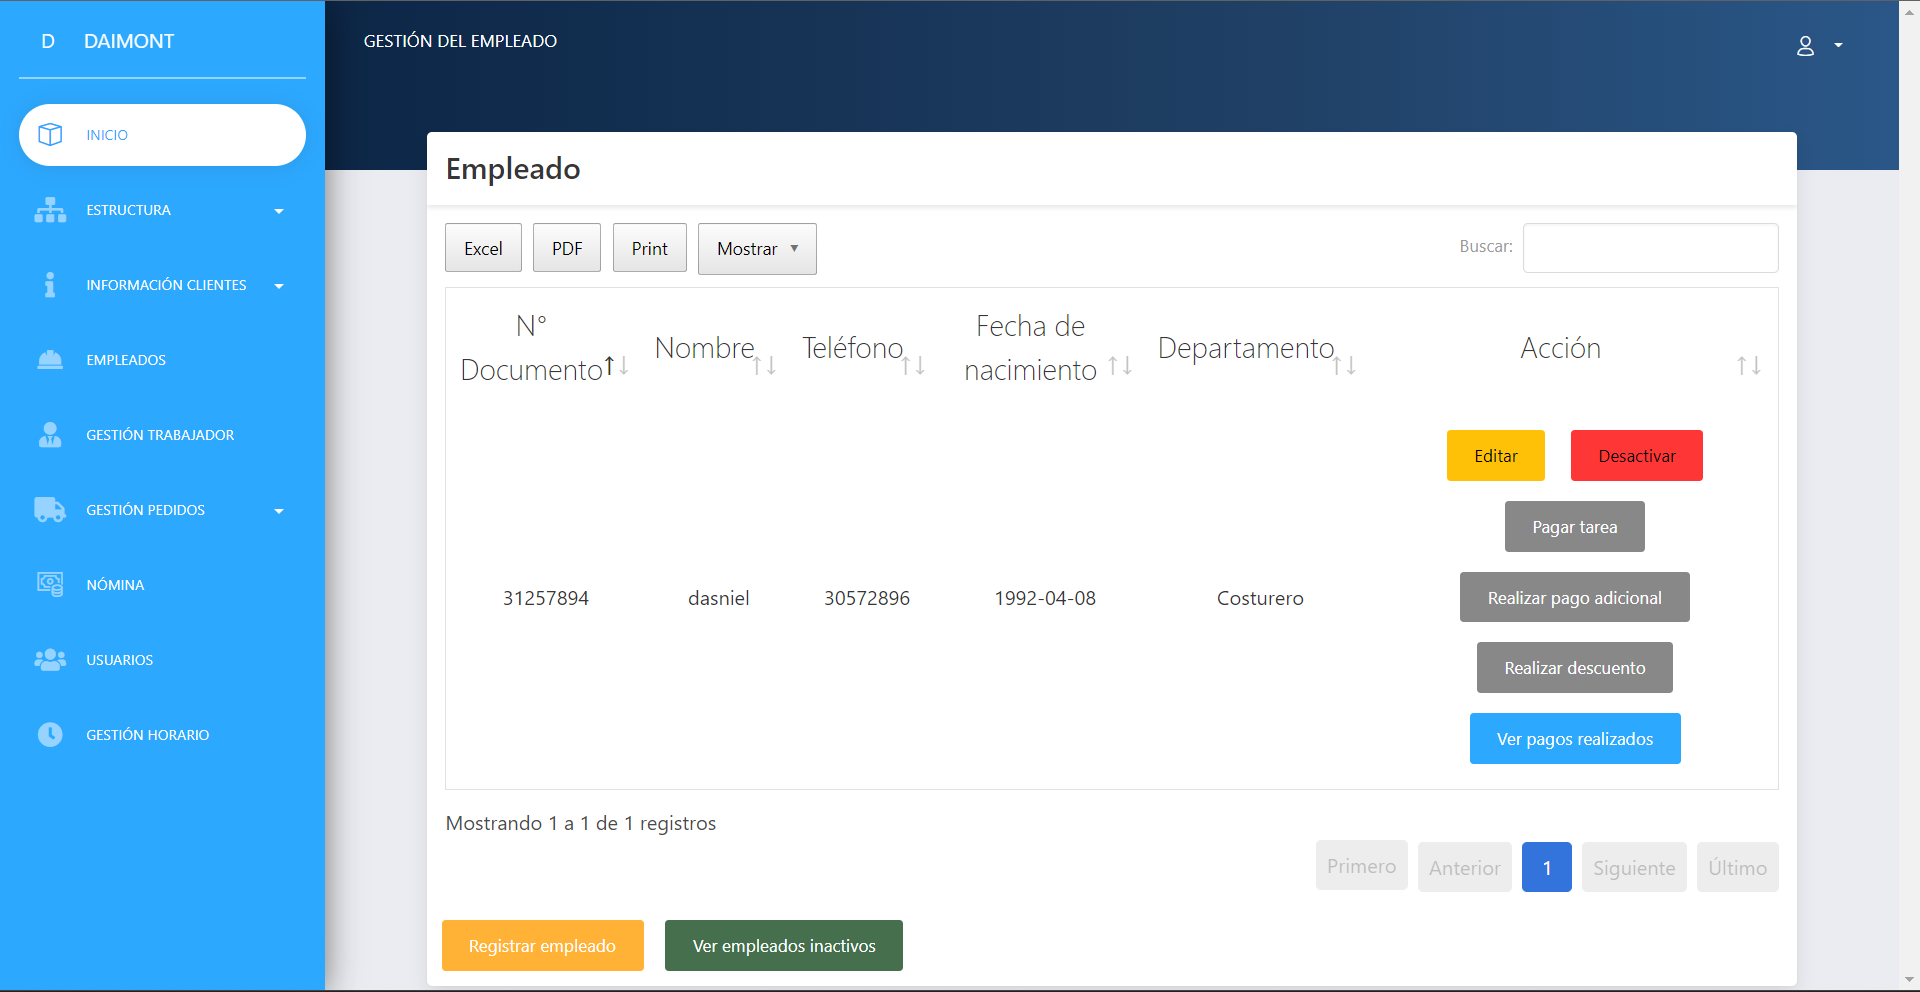 D DAIMONT
INICIO
ESTRUCTURA
INFORMACIÓN CLIENTES
EMPLEADOS
GESTIÓN TRABAJADOR
GESTIÓN PEDIDOS
NÓMINA
USUARIOS
GESTIÓN HORARIO
GESTIÓN DEL EMPLEADO
Empleado
Excel PDF Print Mostrar
Buscar:
N° Documento
Nombre
Teléfono
Fecha de nacimiento
Departamento
Acción
31257894 dasniel 30572896 1992-04-08 Costurero
Editar Desactivar
Pagar tarea
Realizar pago adicional
Realizar descuento
Ver pagos realizados
Mostrando 1 a 1 de 1 registros
Primero Anterior 1 Siguiente Último
Registrar empleado Ver empleados inactivos